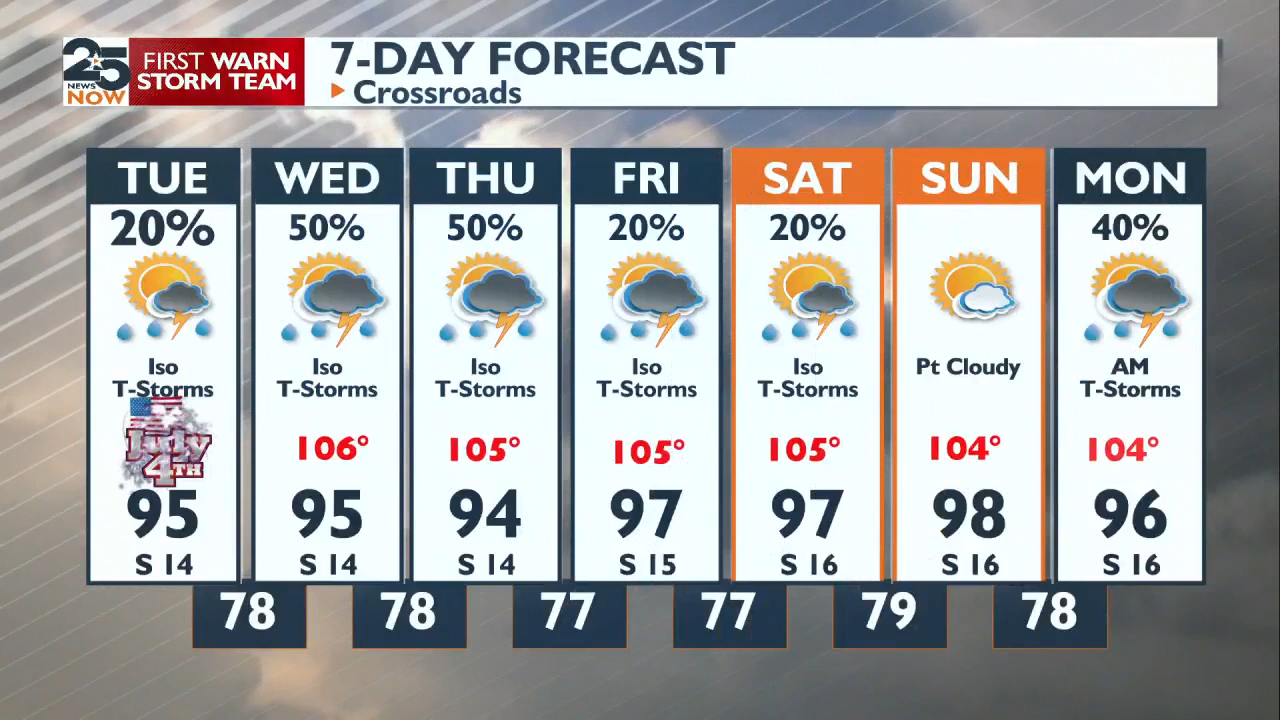 25
NEWS
NOW
FIRST WARN
STORM TEAM
7-DAY FORECAST
Crossroads
TUE
20%
Iso
T-Storms
July
4TH
95
S 14
WED
50%
Iso
T-Storms
106°
95
S 14
THU
50%
Iso
T-Storms
105°
94
S 14
FRI
20%
Iso
T-Storms
105°
97
S 15
SAT
20%
Iso
T-Storms
105°
97
S 16
SUN
Pt Cloudy
104°
98
S 16
MON
40%
AM
T-Storms
104°
96
S 16
78
78
77
77
79
78